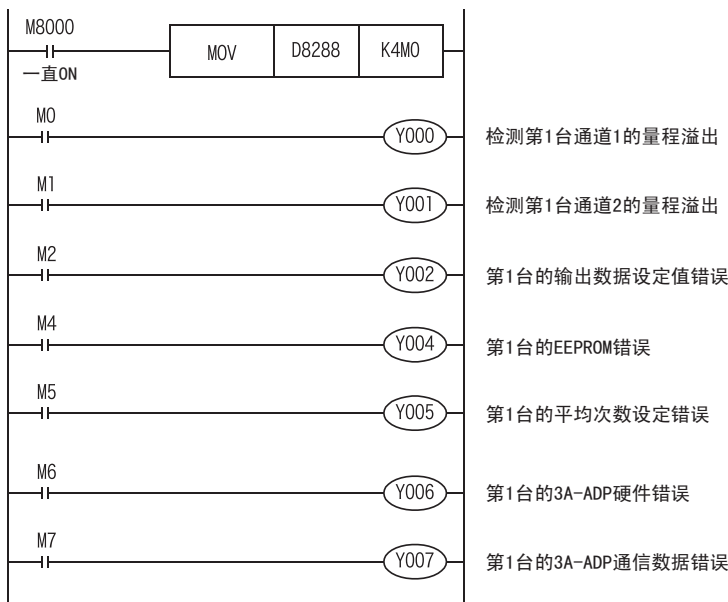 M8000
MOV D8288 K4M0
一直ON
M0
Y000 检测第1台通道1的量程溢出
M1
Y001 检测第1台通道2的量程溢出
M2
Y002 第1台的输出数据设定值错误
M4
Y004 第1台的EEPROM错误
M5
Y005 第1台的平均次数设定错误
M6
Y006 第1台的3A-ADP硬件错误
M7
Y007 第1台的3A-ADP通信数据错误